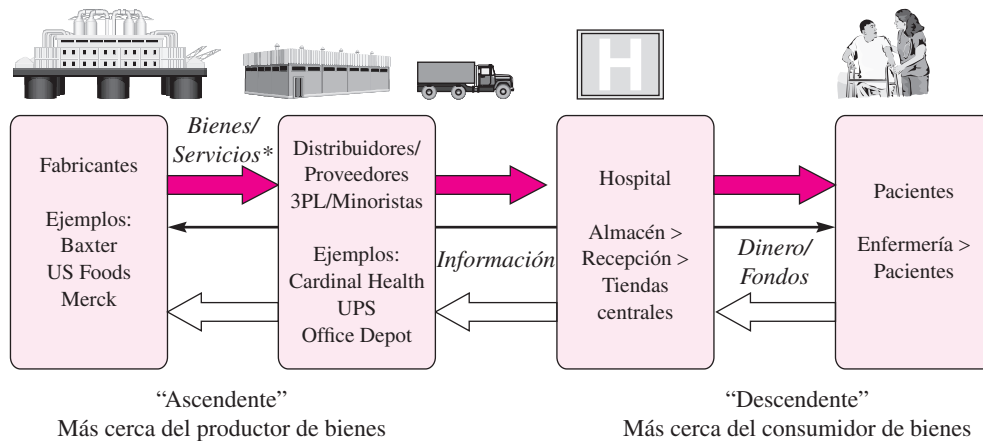 H
Fabricantes
Ejemplos:
Baxter
US Foods
Merck
Bienes/
Servicios*
Distribuidores/
Proveedores
3PL/Minoristas
Ejemplos:
Cardinal Health
UPS
Office Depot
Información
Hospital
Almacén >
Recepción >
Tiendas
centrales
Dinero/
Fondos
Pacientes
Enfermería >
Pacientes
“Ascendente”
Más cerca del productor de bienes
“Descendente”
Más cerca del consumidor de bienes